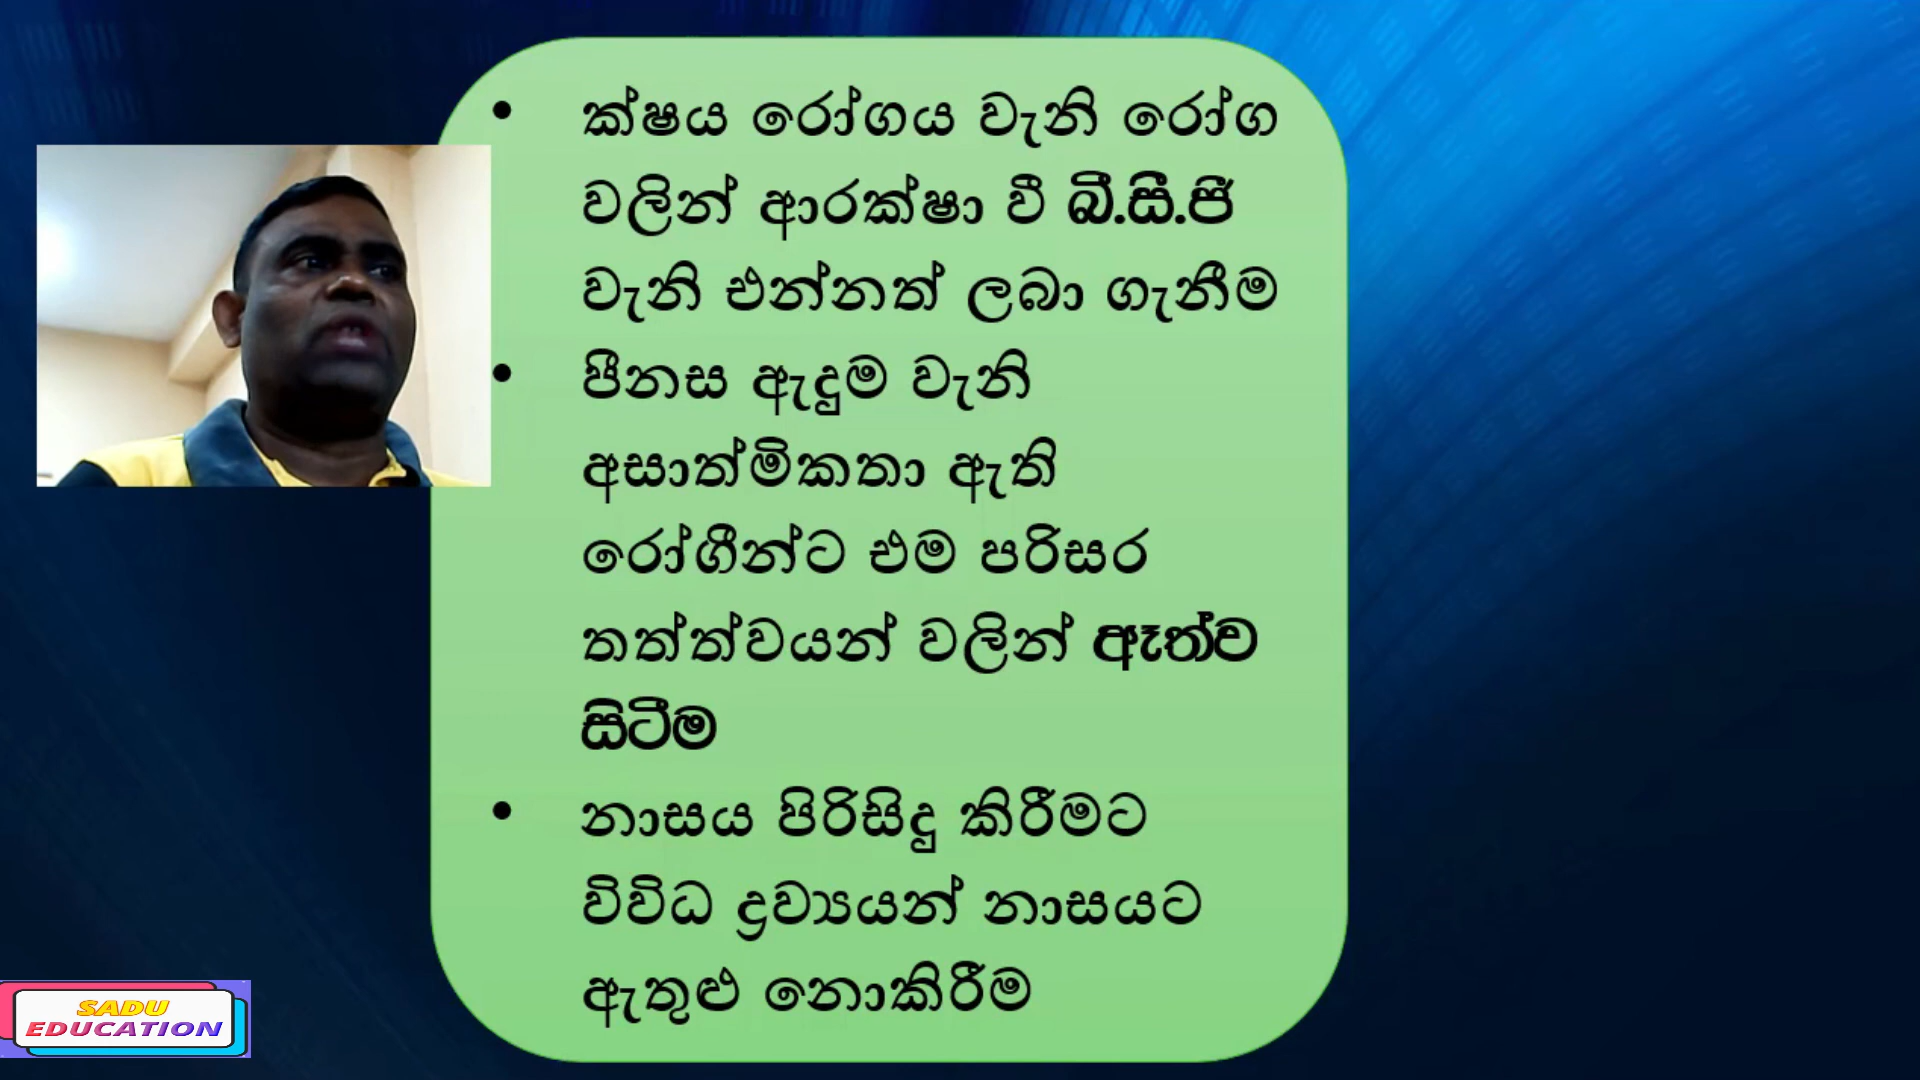 • ක්ෂය රෝගය වැනි රෝග
වලින් ආරක්ෂා වී බී.සී.ජී
වැනි එන්නත් ලබා ගැනීම
• පීනස ඇදුම වැනි
අසාත්මිකතා ඇති
රෝගීන්ට එම පරිසර
තත්ත්වයන් වලින් ඈත්ව
සිටීම
• නාසය පිරිසිදු කිරීමට
විවිධ ද්‍රව්‍යයන් නාසයට
ඇතුළු නොකිරීම
SADU
EDUCATION